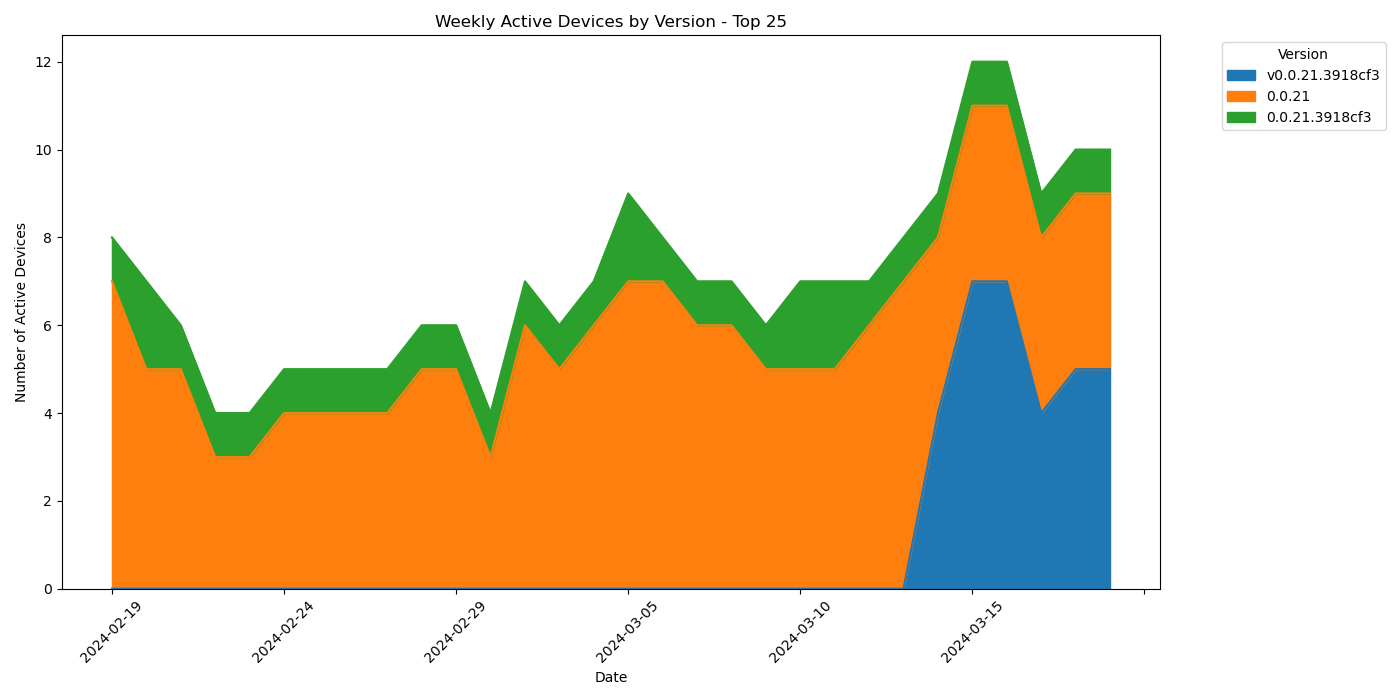 Weekly Active Devices by Version - Top 25
Number of Active Devices
12
10
8
6
4
2
0
2024-02-19
2024-02-24
2024-02-29
2024-03-05
2024-03-10
2024-03-15
Date
Version
v0.0.21.3918cf3
0.0.21
0.0.21.3918cf3